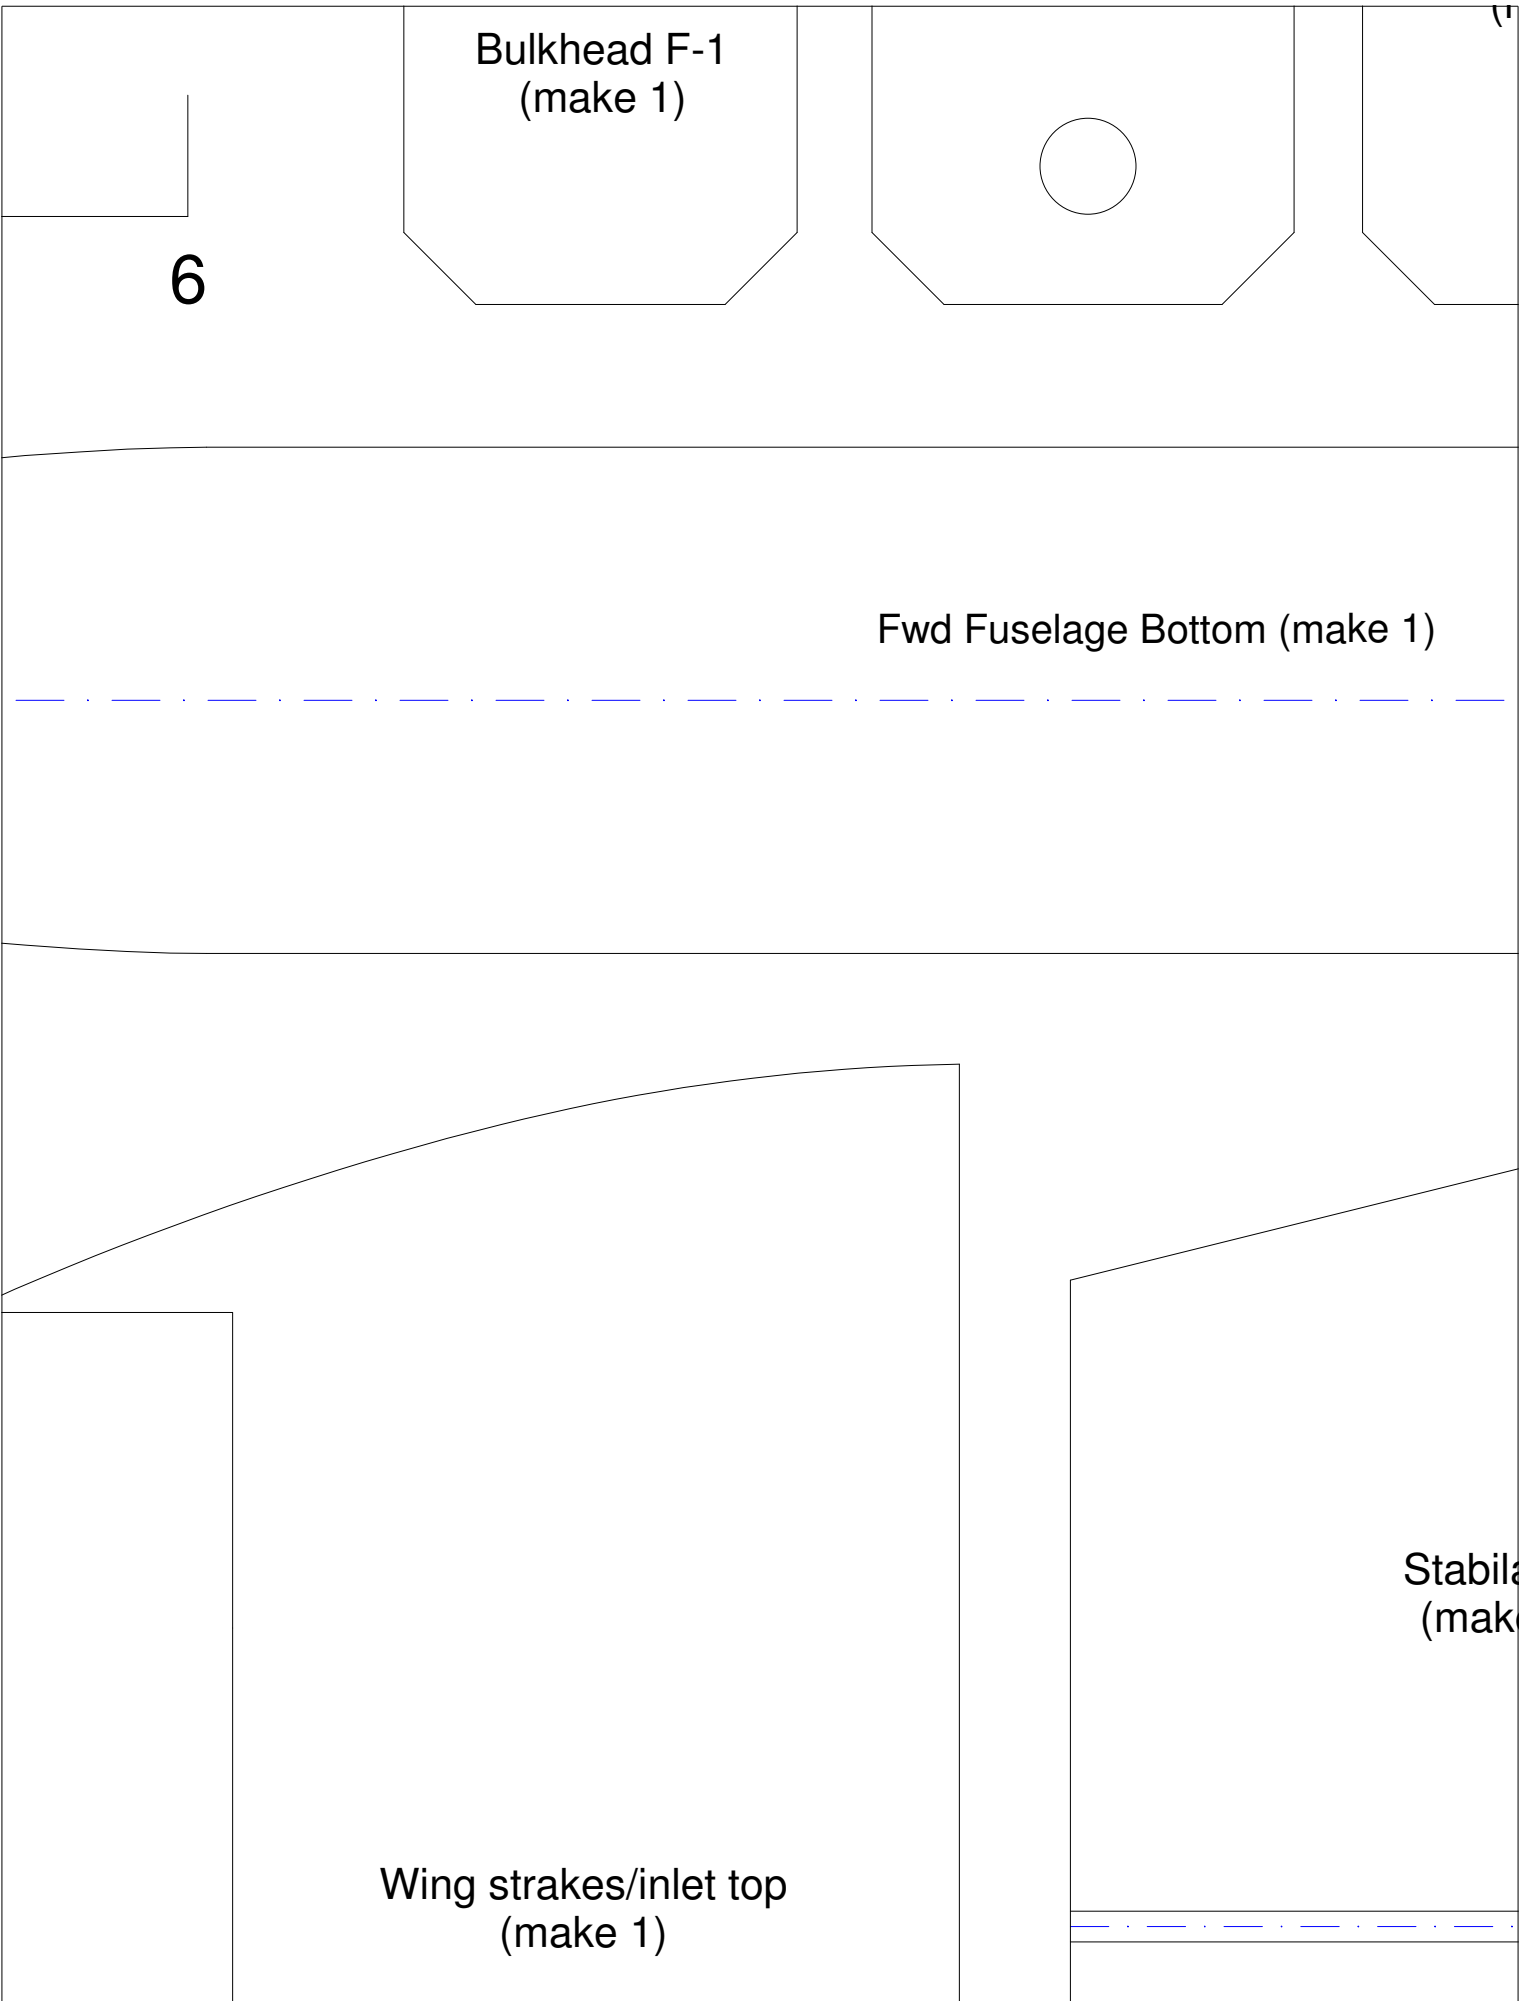 Bulkhead F-1
(make 1)
6
Fwd Fuselage Bottom (make 1)
Wing strakes/inlet top
(make 1)